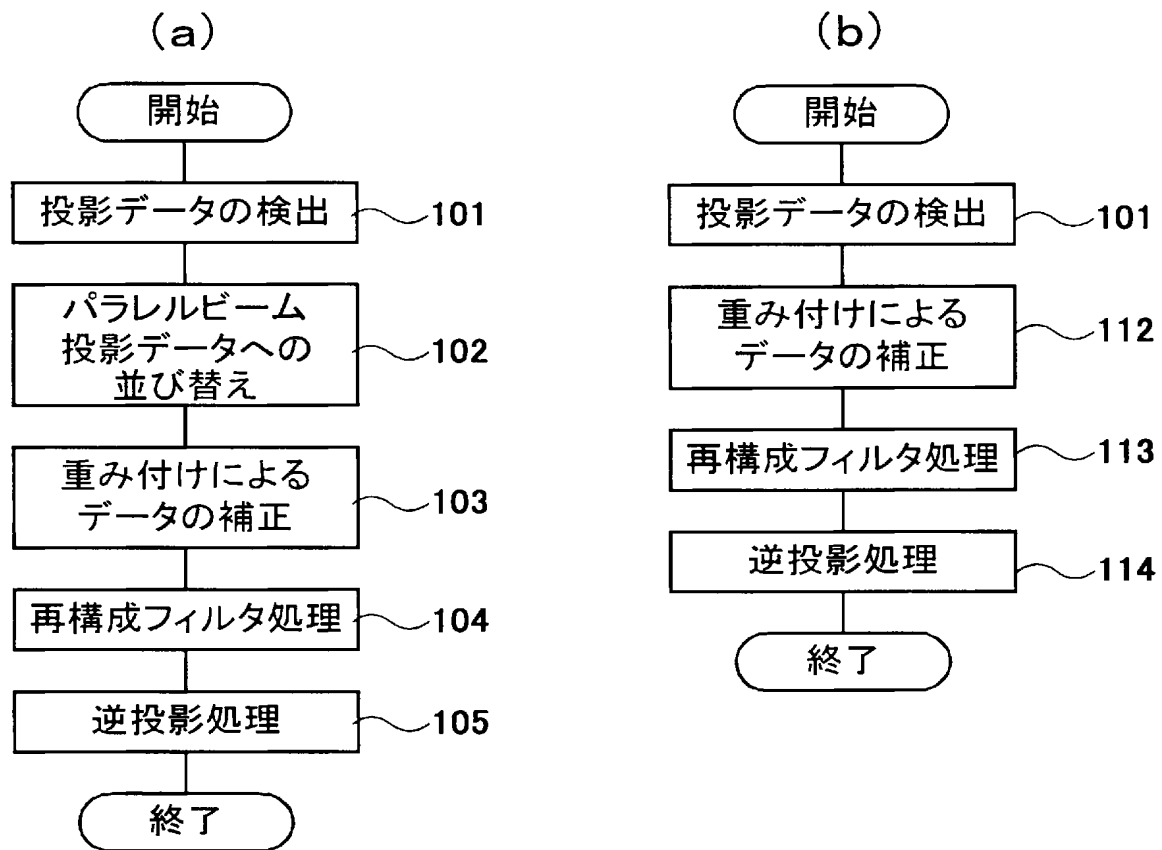 (a)
開始
投影データの検出
101
パラレルビーム
投影データへの
並び替え
102
重み付けによる
データの補正
103
再構成フィルタ処理
104
逆投影処理
105
終了
(b)
開始
投影データの検出
101
重み付けによる
データの補正
112
再構成フィルタ処理
113
逆投影処理
114
終了